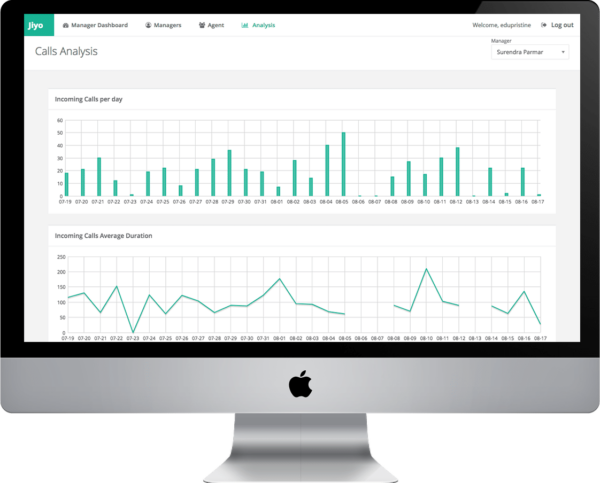 Jiyo Manager Dashboard Managers Agent Analysis Welcome, edupristine Log out
Manager
Calls Analysis Surendra Parmar
Incoming Calls per day
60
50
40
30
20
10
0
07-19 07-20 07-21 07-22 07-23 07-24 07-25 07-26 07-27 07-28 07-29 07-30 07-31 08-01 08-02 08-03 08-04 08-05 08-06 08-07 08-08 08-09 08-10 08-11 08-12 08-13 08-14 08-15 08-16 08-17
Incoming Calls Average Duration
250
200
150
100
50
0
07-19 07-20 07-21 07-22 07-23 07-24 07-25 07-26 07-27 07-28 07-29 07-30 07-31 08-01 08-02 08-03 08-04 08-05 08-06 08-07 08-08 08-09 08-10 08-11 08-12 08-13 08-14 08-15 08-16 08-17